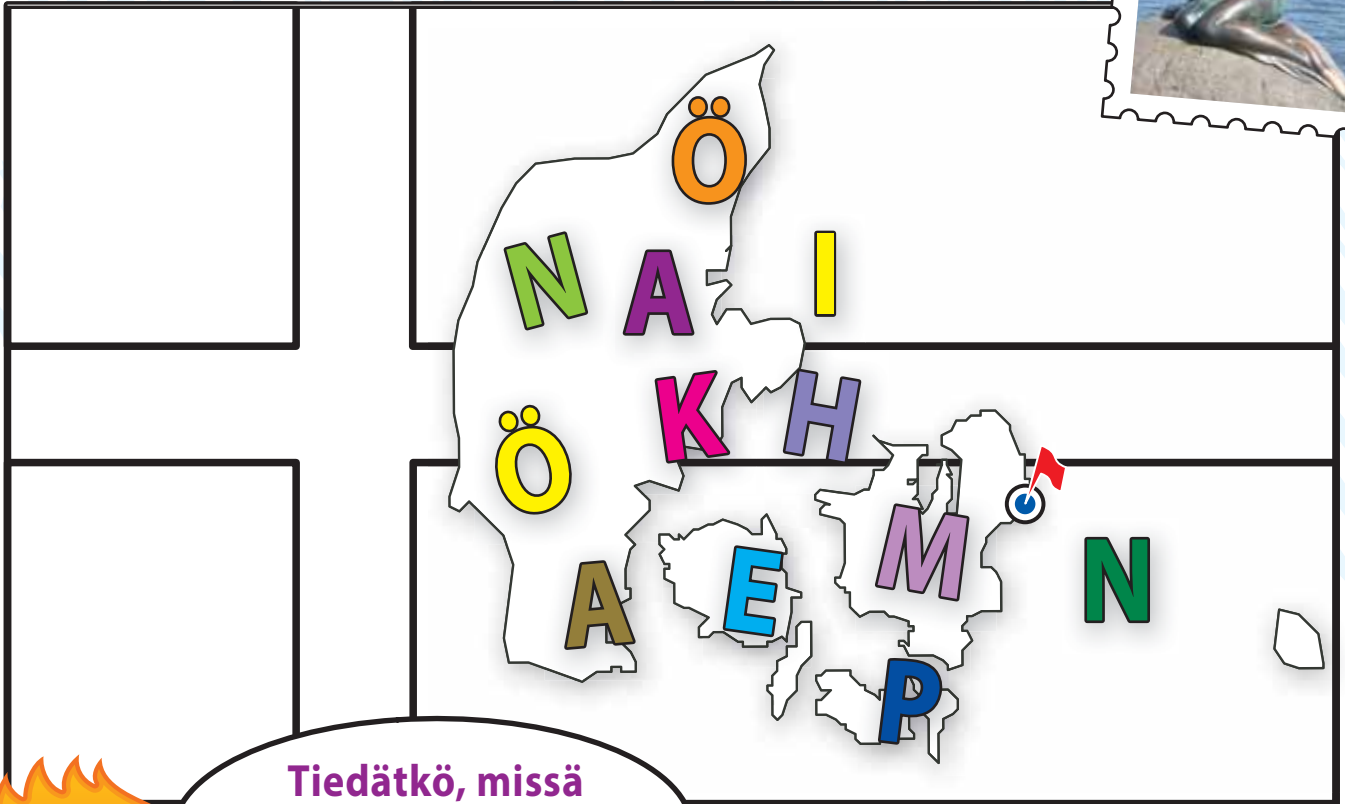 Ö
N A I
K H
Ö
M
A E N
P
Tiedätkö, missä